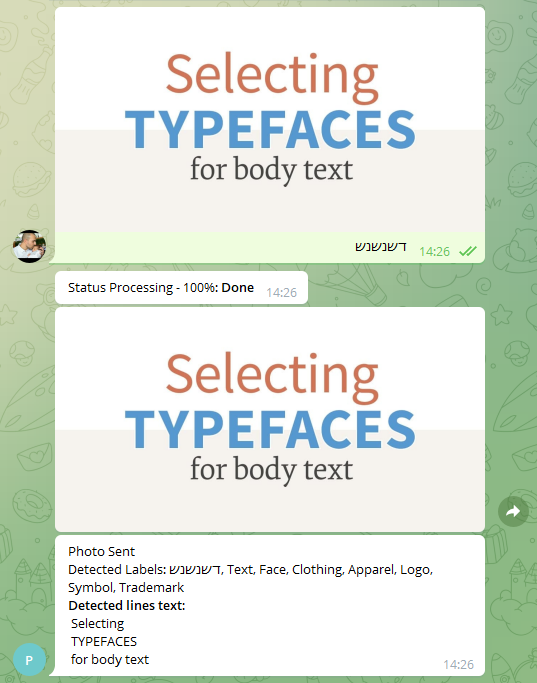 Selecting
TYPEFACES
for body text
דשנשנש 14:26
Status Processing - 100%: Done 14:26
Selecting
TYPEFACES
for body text
Photo Sent
Detected Labels: דשנשנש, Text, Face, Clothing, Apparel, Logo,
Symbol, Trademark
Detected lines text:
Selecting
TYPEFACES
for body text
14:26
P